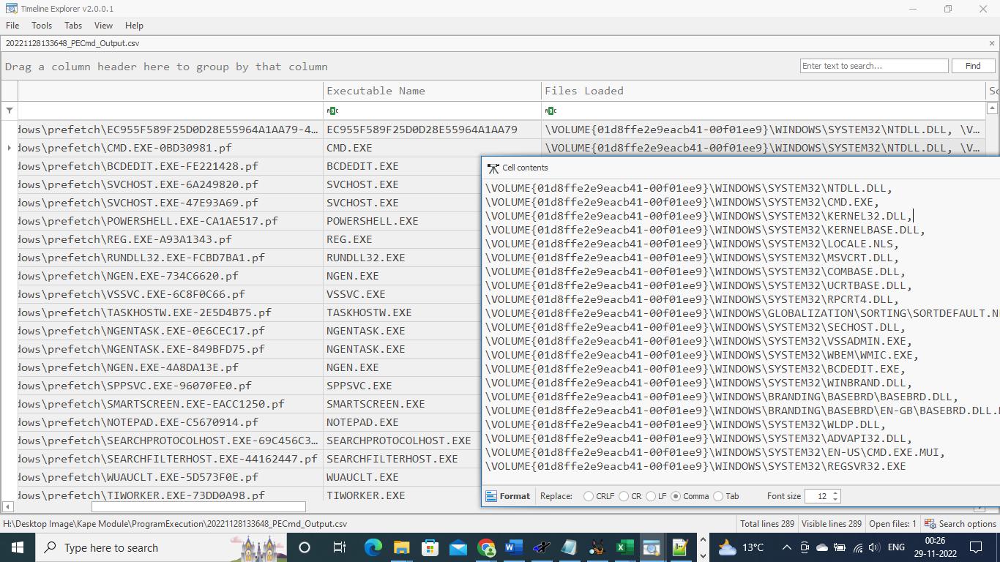 Timeline Explorer v2.0.0.1
File Tools Tabs View Help
20221128133648_PECmd_Output.csv
Drag a column header here to group by that column
Enter text to search...
Find
Executable Name
Files Loaded
dows\prefetch\EC955F589F25D0D28E55964A1AA79-4... EC955F589F25D0D28E55964A1AA79 \VOLUME{01d8ffe2e9eacb41-00f01ee9}\WINDOWS\SYSTEM32\NTDLL.DLL, \V...
dows\prefetch\CMD.EXE-0BD30981.pf CMD.EXE \VOLUME{01d8ffe2e9eacb41-00f01ee9}\WINDOWS\SYSTEM32\NTDLL.DLL, \V...
dows\prefetch\BCDEDIT.EXE-FE221428.pf BCDEDIT.EXE
dows\prefetch\SVCHOST.EXE-6A249820.pf SVCHOST.EXE
dows\prefetch\SVCHOST.EXE-47E93A69.pf SVCHOST.EXE
dows\prefetch\POWERSHELL.EXE-CA1AE517.pf POWERSHELL.EXE
dows\prefetch\REG.EXE-A93A1343.pf REG.EXE
dows\prefetch\RUNDLL32.EXE-FCBD7BA1.pf RUNDLL32.EXE
dows\prefetch\NGEN.EXE-734C6620.pf NGEN.EXE
dows\prefetch\VSSVC.EXE-6C8F0C66.pf VSSVC.EXE
dows\prefetch\TASKHOSTW.EXE-2E5D4B75.pf TASKHOSTW.EXE
dows\prefetch\NGENTASK.EXE-0E6CEC17.pf NGENTASK.EXE
dows\prefetch\NGENTASK.EXE-849BFD75.pf NGENTASK.EXE
dows\prefetch\NGEN.EXE-4A8DA13E.pf NGEN.EXE
dows\prefetch\SPPSVC.EXE-96070FE0.pf SPPSVC.EXE
dows\prefetch\SMARTSCREEN.EXE-EACC1250.pf SMARTSCREEN.EXE
dows\prefetch\NOTEPAD.EXE-C5670914.pf NOTEPAD.EXE
dows\prefetch\SEARCHPROTOCOLHOST.EXE-69C456C3... SEARCHPROTOCOLHOST.EXE
dows\prefetch\SEARCHFILTERHOST.EXE-44162447.pf SEARCHFILTERHOST.EXE
dows\prefetch\WUAUCLT.EXE-5D573F0E.pf WUAUCLT.EXE
dows\prefetch\TIWORKER.EXE-73DD0A98.pf TIWORKER.EXE
Cell contents
\VOLUME{01d8ffe2e9eacb41-00f01ee9}\WINDOWS\SYSTEM32\NTDLL.DLL,
\VOLUME{01d8ffe2e9eacb41-00f01ee9}\WINDOWS\SYSTEM32\CMD.EXE,
\VOLUME{01d8ffe2e9eacb41-00f01ee9}\WINDOWS\SYSTEM32\KERNEL32.DLL,
\VOLUME{01d8ffe2e9eacb41-00f01ee9}\WINDOWS\SYSTEM32\KERNELBASE.DLL,
\VOLUME{01d8ffe2e9eacb41-00f01ee9}\WINDOWS\SYSTEM32\LOCALE.NLS,
\VOLUME{01d8ffe2e9eacb41-00f01ee9}\WINDOWS\SYSTEM32\MSVCRT.DLL,
\VOLUME{01d8ffe2e9eacb41-00f01ee9}\WINDOWS\SYSTEM32\COMBASE.DLL,
\VOLUME{01d8ffe2e9eacb41-00f01ee9}\WINDOWS\SYSTEM32\UCRTBASE.DLL,
\VOLUME{01d8ffe2e9eacb41-00f01ee9}\WINDOWS\SYSTEM32\RPCRT4.DLL,
\VOLUME{01d8ffe2e9eacb41-00f01ee9}\WINDOWS\GLOBALIZATION\SORTING\SORTDEFAULT.N
\VOLUME{01d8ffe2e9eacb41-00f01ee9}\WINDOWS\SYSTEM32\SECHOST.DLL,
\VOLUME{01d8ffe2e9eacb41-00f01ee9}\WINDOWS\SYSTEM32\VSSADMIN.EXE,
\VOLUME{01d8ffe2e9eacb41-00f01ee9}\WINDOWS\SYSTEM32\WBEM\WMIC.EXE,
\VOLUME{01d8ffe2e9eacb41-00f01ee9}\WINDOWS\SYSTEM32\BCDEDIT.EXE,
\VOLUME{01d8ffe2e9eacb41-00f01ee9}\WINDOWS\SYSTEM32\WINBRAND.DLL,
\VOLUME{01d8ffe2e9eacb41-00f01ee9}\WINDOWS\BRANDING\BASEBRD\BASEBRD.DLL,
\VOLUME{01d8ffe2e9eacb41-00f01ee9}\WINDOWS\BRANDING\BASEBRD\EN-GB\BASEBRD.DLL.
\VOLUME{01d8ffe2e9eacb41-00f01ee9}\WINDOWS\SYSTEM32\WLDP.DLL,
\VOLUME{01d8ffe2e9eacb41-00f01ee9}\WINDOWS\SYSTEM32\ADVAPI32.DLL,
\VOLUME{01d8ffe2e9eacb41-00f01ee9}\WINDOWS\SYSTEM32\EN-US\CMD.EXE.MUI,
\VOLUME{01d8ffe2e9eacb41-00f01ee9}\WINDOWS\SYSTEM32\REGSVR32.EXE
Format Replace: CRLF CR LF Comma Tab Font size 12
H:\Desktop Image\Kape Module\ProgramExecution\20221128133648_PECmd_Output.csv
Total lines 289 Visible lines 289 Open files: 1 Search options
Type here to search
13°C
ENG
00:26
29-11-2022